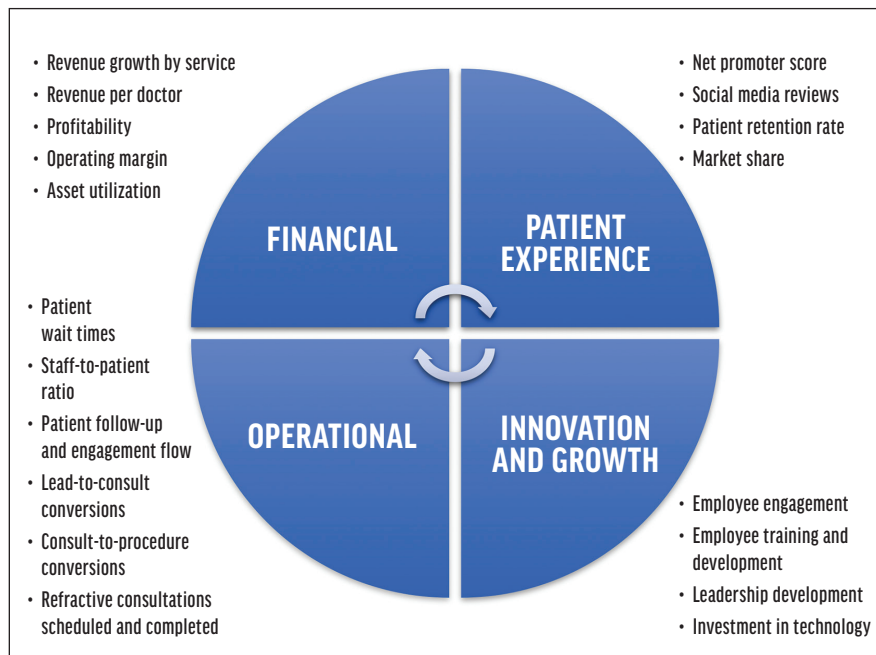 • Revenue growth by service
• Revenue per doctor
• Profitability
• Operating margin
• Asset utilization
• Net promoter score
• Social media reviews
• Patient retention rate
• Market share
FINANCIAL
PATIENT
EXPERIENCE
• Patient
wait times
• Staff-to-patient
ratio
• Patient follow-up
and engagement flow
• Lead-to-consult
conversions
• Consult-to-procedure
conversions
• Refractive consultations
scheduled and completed
OPERATIONAL
INNOVATION
AND GROWTH
• Employee engagement
• Employee training and
development
• Leadership development
• Investment in technology